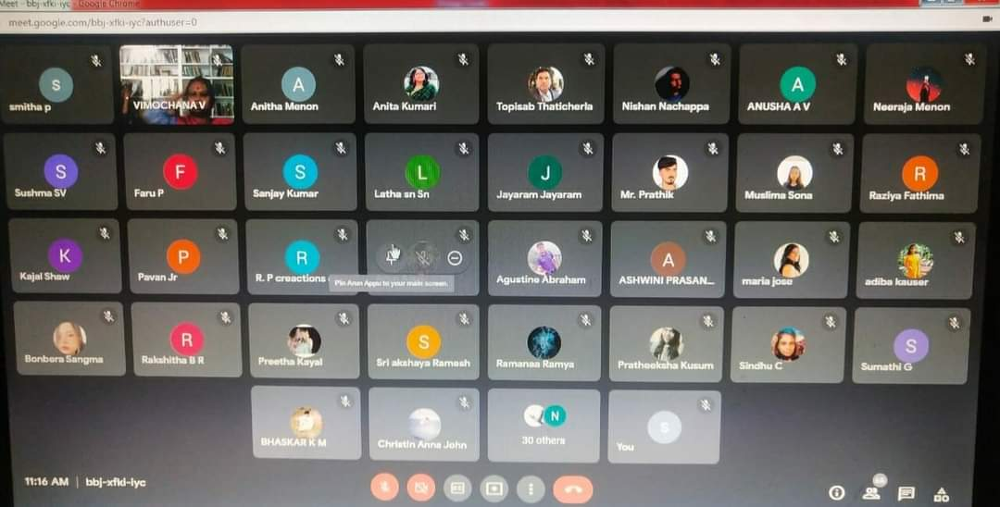 Meet - bbj-xfki-iyc - Google Chrome
meet.google.com/bbj-xfki-iyc?authuser=0
S
smitha p
VIMOCHANA V
A
Anitha Menon
Anita Kumari
Topisab Thaticherla
Nishan Nachappa
A
ANUSHA A V
Neeraja Menon
S
Sushma SV
F
Faru P
S
Sanjay Kumar
L
Latha sn Sn
J
Jayaram Jayaram
Mr. Prathik
Muslima Sona
R
Raziya Fathima
K
Kajal Shaw
P
Pavan Jr
R
R. P creactions
Pin Arun Appu to your main screen.
Agustine Abraham
A
ASHWINI PRASAN...
maria jose
adiba kauser
Bonbera Sangma
R
Rakshitha B R
Preetha Kayal
S
Sri akshaya Ramesh
Ramanaa Ramya
Pratheeksha Kusum
Sindhu C
S
Sumathi G
BHASKAR K M
Christin Anna John
N
30 others
S
You
11:16 AM | bbj-xfki-iyc